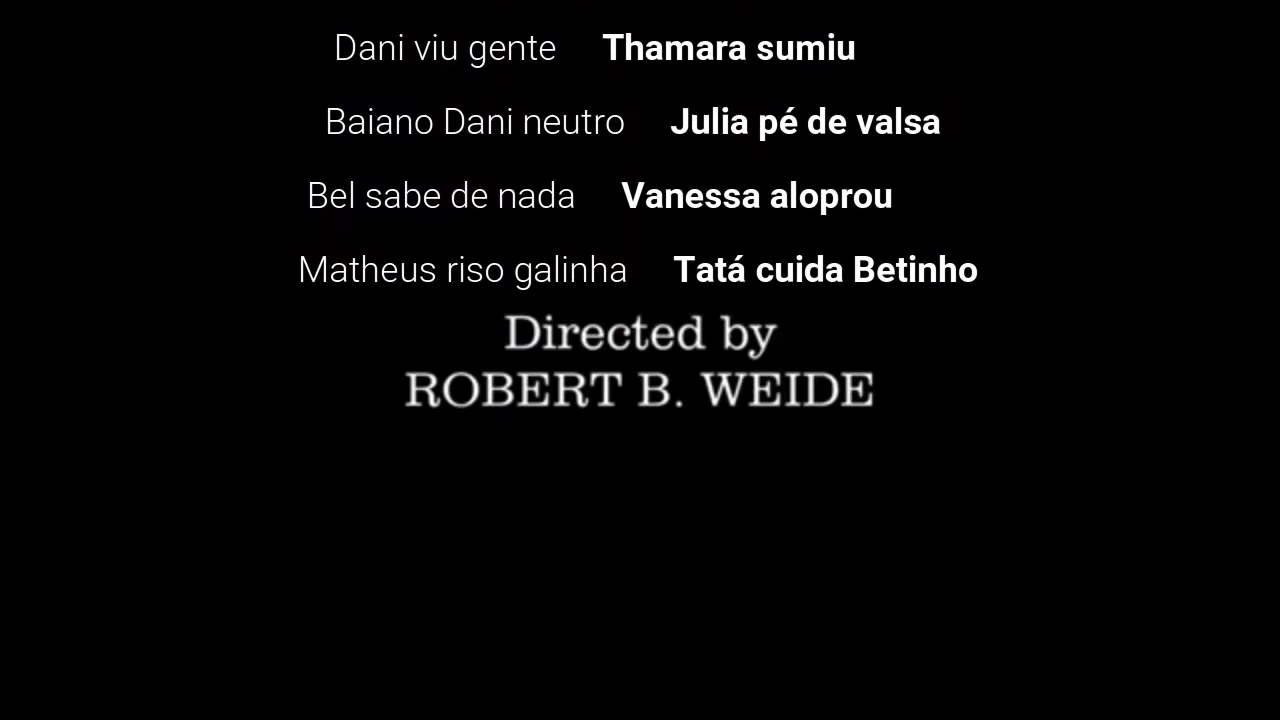 Dani viu gente Thamara sumiu
Baiano Dani neutro Julia pé de valsa
Bel sabe de nada Vanessa aloprou
Matheus riso galinha Tatá cuida Betinho
Directed by
ROBERT B. WEIDE